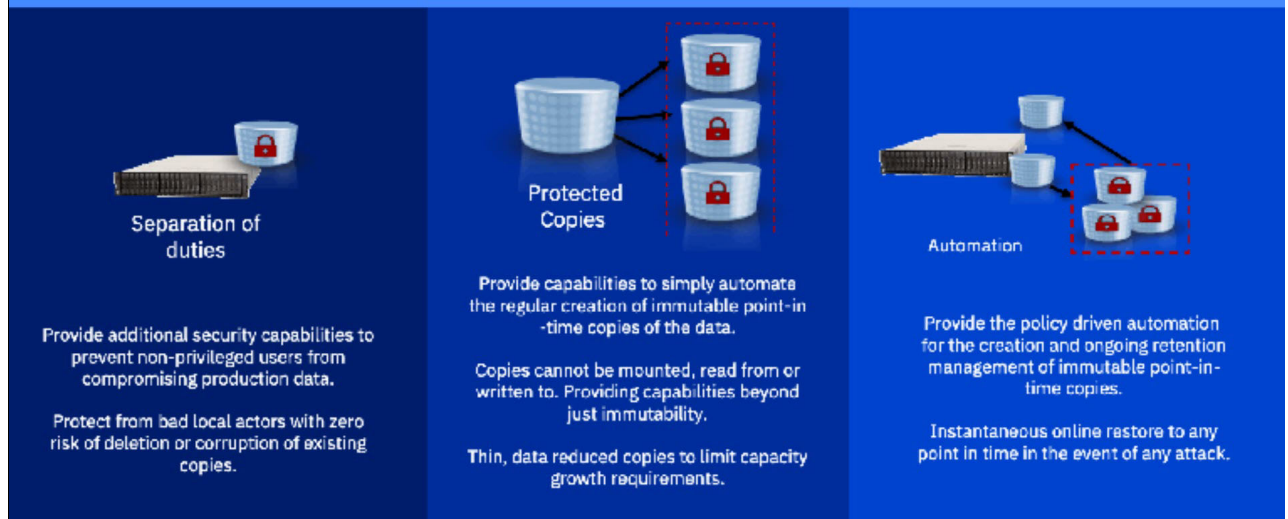 Separation of
duties
Provide additional security capabilities to
prevent non-privileged users from
compromising production data.
Protect from bad local actors with zero
risk of deletion or corruption of existing
copies.
Protected
Copies
Provide capabilities to simply automate
the regular creation of immutable point-in
-time copies of the data.
Copies cannot be mounted, read from or
written to. Providing capabilities beyond
just immutability.
Thin, data reduced copies to limit capacity
growth requirements.
Automation
Provide the policy driven automation
for the creation and ongoing retention
management of immutable point-in-
time copies.
Instantaneous online restore to any
point in time in the event of any attack.